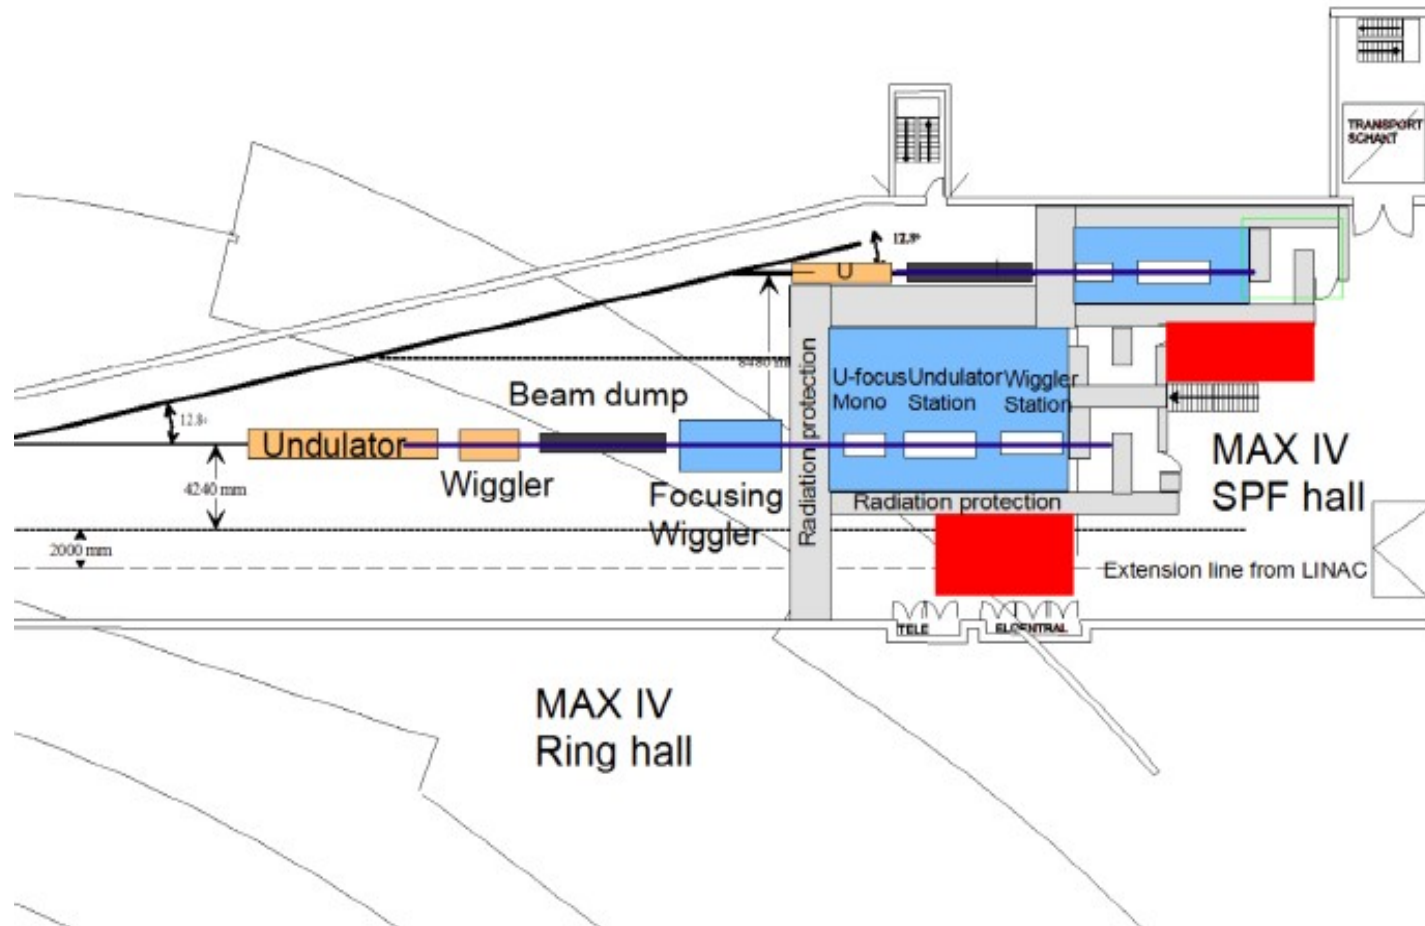 TRANSPORT
SCHAKT
12.8°
U
8480 mm
Radiation protection
U-focus Undulator Wiggler
Mono Station Station
Beam dump
12.8°
Undulator
Wiggler
Focusing
Wiggler
4240 mm
2000 mm
Radiation protection
MAX IV
SPF hall
Extension line from LINAC
TELE
ELCENTRAL
MAX IV
Ring hall